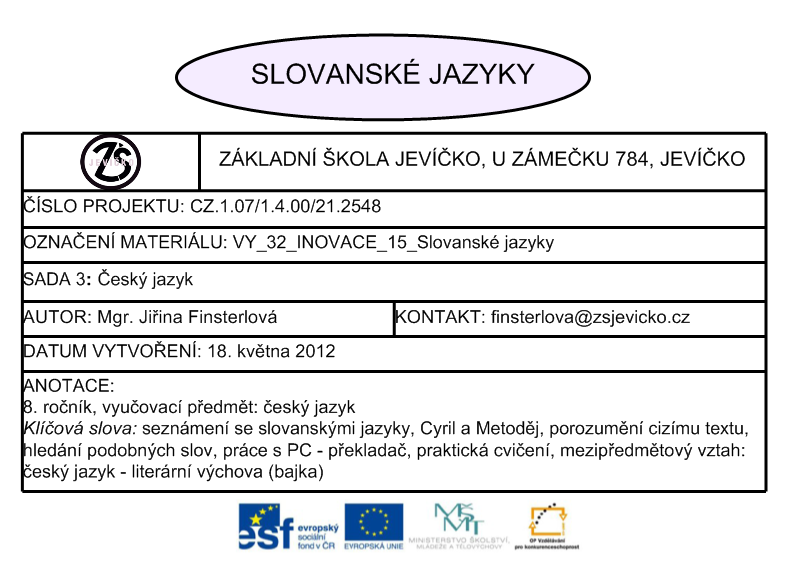 SLOVANSKÉ JAZYKY
ZŠ
JEVÍČKO
ZÁKLADNÍ ŠKOLA JEVÍČKO, U ZÁMEČKU 784, JEVÍČKO
ČÍSLO PROJEKTU: CZ.1.07/1.4.00/21.2548
OZNAČENÍ MATERIÁLU: VY_32_INOVACE_15_Slovanské jazyky
SADA 3: Český jazyk
AUTOR: Mgr. Jiřina Finsterlová
KONTAKT: finsterlova@zsjevicko.cz
DATUM VYTVOŘENÍ: 18. května 2012
ANOTACE:
8. ročník, vyučovací předmět: český jazyk
Klíčová slova: seznámení se slovanskými jazyky, Cyril a Metoděj, porozumění cizímu textu,
hledání podobných slov, práce s PC - překladač, praktická cvičení, mezipředmětový vztah:
český jazyk - literární výchova (bajka)
esf
evropský
sociální
fond v ČR
EVROPSKÁ UNIE
MŠMT
MINISTERSTVO ŠKOLSTVÍ,
MLÁDEŽE A TĚLOVÝCHOVY
OP Vzdělávání
pro konkurenceschopnost